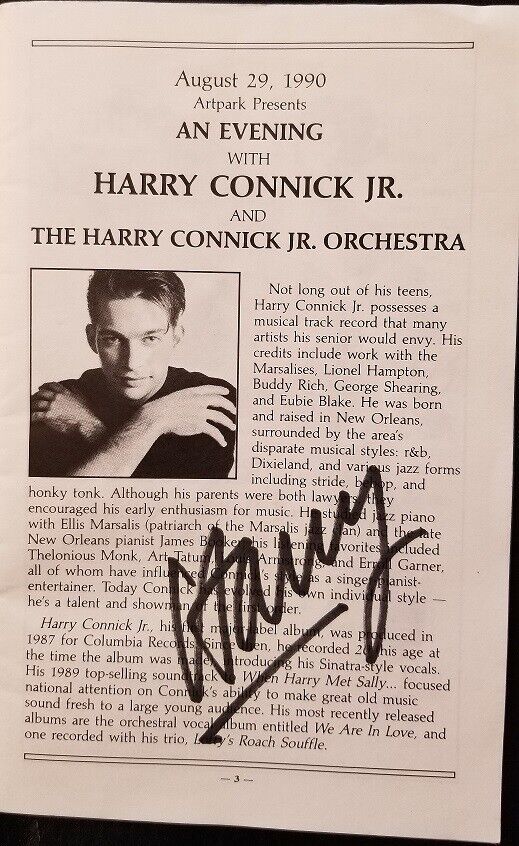 August 29, 1990
Artpark Presents
AN EVENING
WITH
HARRY CONNICK JR.
AND
THE HARRY CONNICK JR. ORCHESTRA
Not long out of his teens,
Harry Connick Jr. possesses a
musical track record that many
artists his senior would envy. His
credits include work with the
Marsalises, Lionel Hampton,
Buddy Rich, George Shearing,
and Eubie Blake. He was born
and raised in New Orleans,
surrounded by the area's
disparate musical styles: r&b,
Dixieland, and various jazz forms
including stride, bebop, and
honky tonk. Although his parents were both lawyers, they
encouraged his early enthusiasm for music. He studied jazz piano
with Ellis Marsalis (patriarch of the Marsalis jazz clan) and the late
New Orleans pianist James Booker; his listening favorites included
Thelonious Monk, Art Tatum, Louis Armstrong, and Erroll Garner,
all of whom have influenced Connick's style as a singer/pianist-
entertainer. Today Connick has evolved his own individual style —
he's a talent and showman of the first order.
Harry Connick Jr., his first major-label album, was produced in
1987 for Columbia Records. Since then, he recorded 20, his age at
the time the album was made, introducing his Sinatra-style vocals.
His 1989 top-selling soundtrack to When Harry Met Sally... focused
national attention on Connick's ability to make great old music
sound fresh to a large young audience. His most recently released
albums are the orchestral vocal album entitled We Are In Love, and
one recorded with his trio, Lofty's Roach Souffle.
— 3 —
Harry